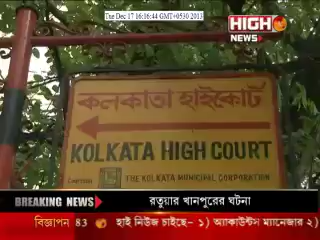 Tue Dec 17 16:16:44 GMT+0530 2013
HIGH
NEWS
কলকাতা হাইকোর্ট
KOLKATA HIGH COURT
THE KOLKATA MUNICIPAL CORPORATION
BREAKING NEWS
রতুয়ার খানপুরের ঘটনা
বিজ্ঞাপন 83 হাই নিউজ চাইছে- ১) অ্যাকাউন্টস ম্যানেজার ২)